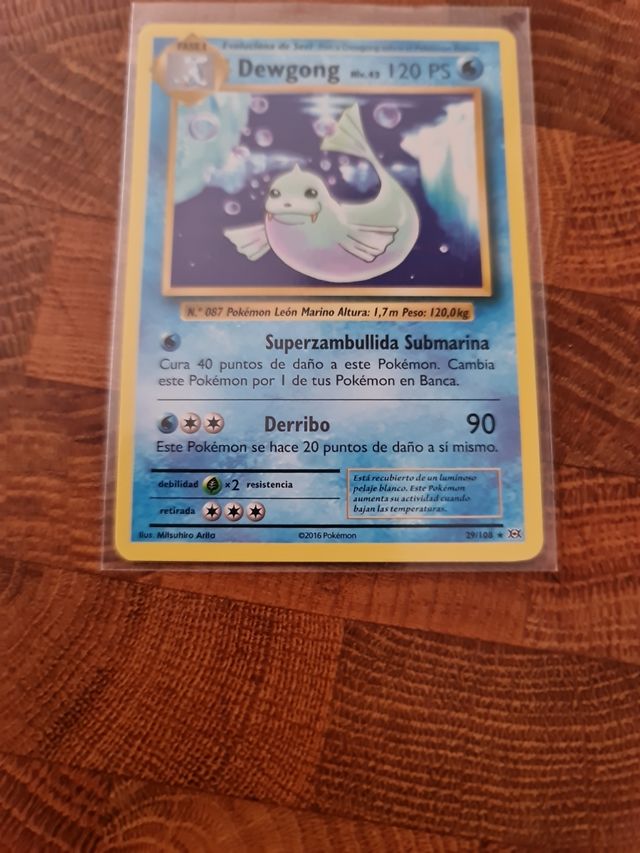 FASE 1
Evoluciona de Seel
Dewgong Nv.43 120 PS
N.º 087 Pokémon León Marino Altura: 1,7 m Peso: 120,0 kg
Superzambullida Submarina
Cura 40 puntos de daño a este Pokémon. Cambia
este Pokémon por 1 de tus Pokémon en Banca.
Derribo 90
Este Pokémon se hace 20 puntos de daño a sí mismo.
debilidad ×2 resistencia
retirada
Está recubierto de un luminoso
pelaje blanco. Este Pokémon
aumenta su actividad cuando
bajan las temperaturas.
Ilus. Mitsuhiro Arita
©2016 Pokémon
29/108